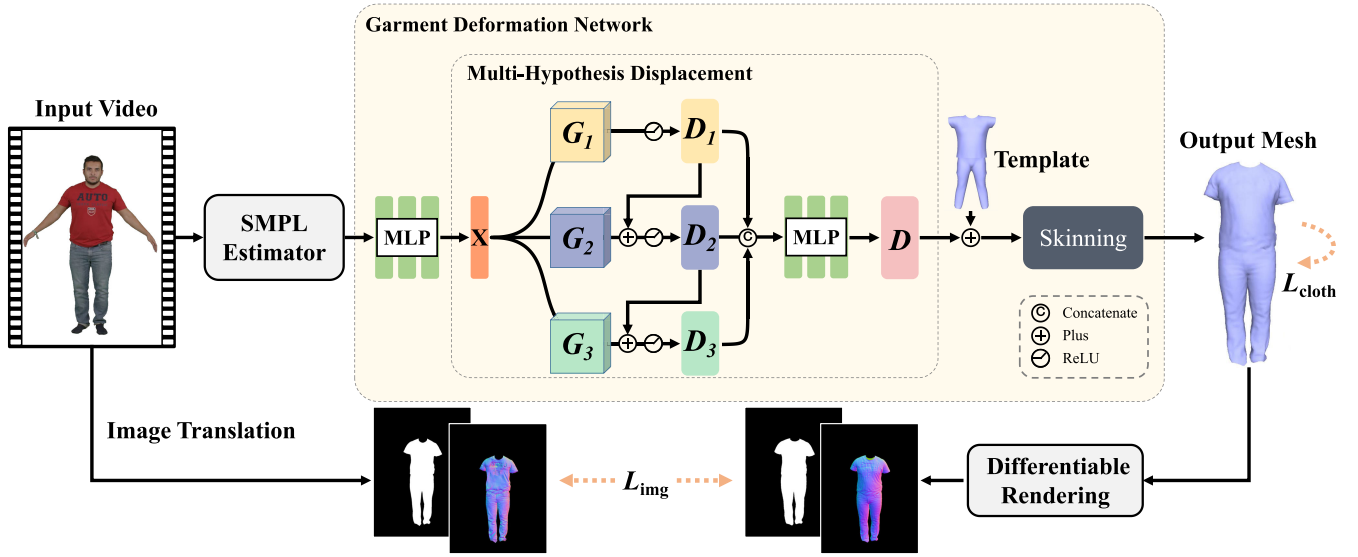 Garment Deformation Network
Multi-Hypothesis Displacement
Input Video
AUTO
SMPL
Estimator
MLP
X
G1
G2
G3
D1
D2
D3
C
MLP
D
Template
Skinning
Output Mesh
Lcloth
C Concatenate
Plus
ReLU
Image Translation
Limg
Differentiable
Rendering